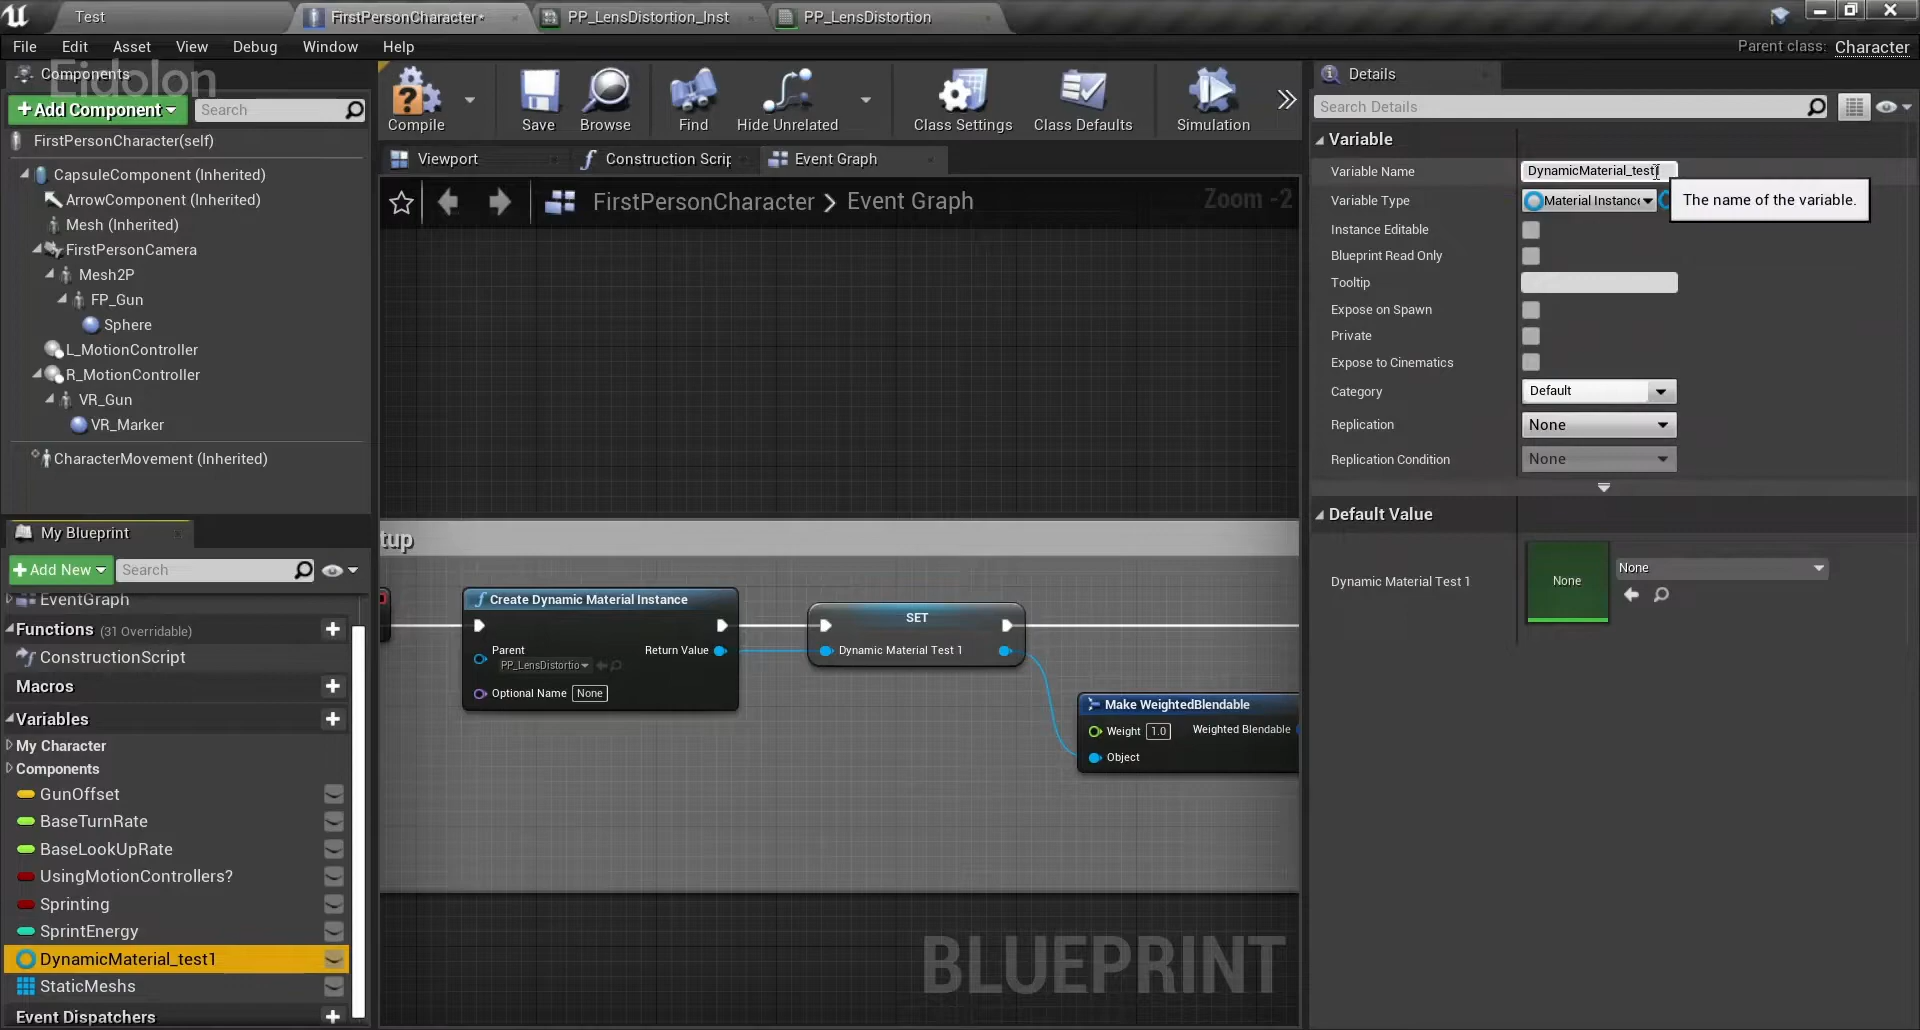 Test
FirstPersonCharacter*
PP_LensDistortion_Inst
PP_LensDistortion
File Edit Asset View Debug Window Help
Parent class: Character
Components
Eidolon
+Add Component
Search
FirstPersonCharacter(self)
CapsuleComponent (Inherited)
ArrowComponent (Inherited)
Mesh (Inherited)
FirstPersonCamera
Mesh2P
FP_Gun
Sphere
L_MotionController
R_MotionController
VR_Gun
VR_Marker
CharacterMovement (Inherited)
My Blueprint
+Add New
Search
EventGraph
Functions (31 Overridable)
ConstructionScript
Macros
Variables
My Character
Components
GunOffset
BaseTurnRate
BaseLookUpRate
UsingMotionControllers?
Sprinting
SprintEnergy
DynamicMaterial_test1
StaticMeshs
Event Dispatchers
Compile
Save
Browse
Find
Hide Unrelated
Class Settings
Class Defaults
Simulation
Viewport
Construction Scrip
Event Graph
FirstPersonCharacter > Event Graph
Zoom -2
tup
Create Dynamic Material Instance
Parent
PP_LensDistortio
Return Value
Optional Name None
SET
Dynamic Material Test 1
Make WeightedBlendable
Weight 1.0
Weighted Blendable
Object
BLUEPRINT
Details
Search Details
Variable
Variable Name DynamicMaterial_test1
Variable Type Material Instanc
The name of the variable.
Instance Editable
Blueprint Read Only
Tooltip
Expose on Spawn
Private
Expose to Cinematics
Category Default
Replication None
Replication Condition None
Default Value
Dynamic Material Test 1
None
None